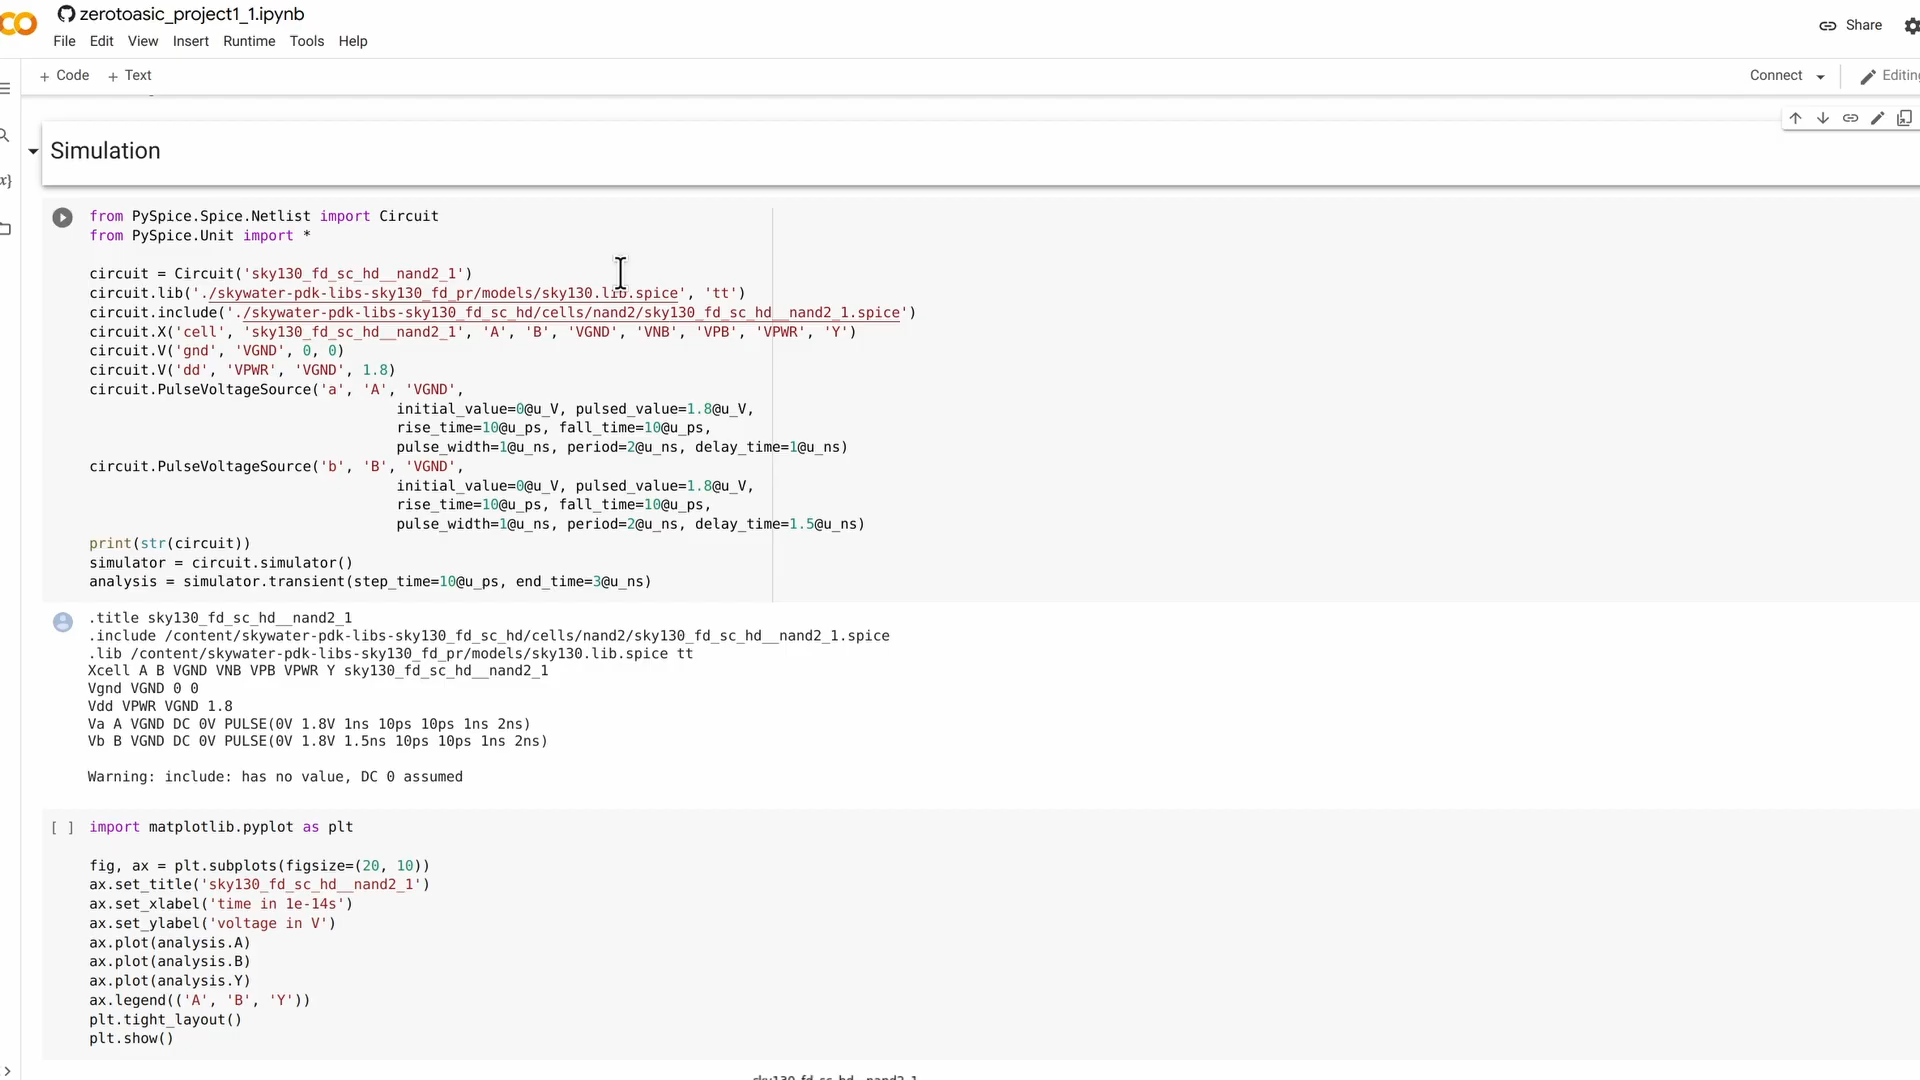 zerotoasic_project1_1.ipynb
Share
File Edit View Insert Runtime Tools Help
+ Code + Text
Connect
Editing
Simulation
from PySpice.Spice.Netlist import Circuit
from PySpice.Unit import *
circuit = Circuit('sky130_fd_sc_hd__nand2_1')
circuit.lib('./skywater-pdk-libs-sky130_fd_pr/models/sky130.lib.spice', 'tt')
circuit.include('./skywater-pdk-libs-sky130_fd_sc_hd/cells/nand2/sky130_fd_sc_hd__nand2_1.spice')
circuit.X('cell', 'sky130_fd_sc_hd__nand2_1', 'A', 'B', 'VGND', 'VNB', 'VPB', 'VPWR', 'Y')
circuit.V('gnd', 'VGND', 0, 0)
circuit.V('dd', 'VPWR', 'VGND', 1.8)
circuit.PulseVoltageSource('a', 'A', 'VGND',
initial_value=0@u_V, pulsed_value=1.8@u_V,
rise_time=10@u_ps, fall_time=10@u_ps,
pulse_width=1@u_ns, period=2@u_ns, delay_time=1@u_ns)
circuit.PulseVoltageSource('b', 'B', 'VGND',
initial_value=0@u_V, pulsed_value=1.8@u_V,
rise_time=10@u_ps, fall_time=10@u_ps,
pulse_width=1@u_ns, period=2@u_ns, delay_time=1.5@u_ns)
print(str(circuit))
simulator = circuit.simulator()
analysis = simulator.transient(step_time=10@u_ps, end_time=3@u_ns)
.title sky130_fd_sc_hd__nand2_1
.include /content/skywater-pdk-libs-sky130_fd_sc_hd/cells/nand2/sky130_fd_sc_hd__nand2_1.spice
.lib /content/skywater-pdk-libs-sky130_fd_pr/models/sky130.lib.spice tt
Xcell A B VGND VNB VPB VPWR Y sky130_fd_sc_hd__nand2_1
Vgnd VGND 0 0
Vdd VPWR VGND 1.8
Va A VGND DC 0V PULSE(0V 1.8V 1ns 10ps 10ps 1ns 2ns)
Vb B VGND DC 0V PULSE(0V 1.8V 1.5ns 10ps 10ps 1ns 2ns)
Warning: include: has no value, DC 0 assumed
[ ] import matplotlib.pyplot as plt
fig, ax = plt.subplots(figsize=(20, 10))
ax.set_title('sky130_fd_sc_hd__nand2_1')
ax.set_xlabel('time in 1e-14s')
ax.set_ylabel('voltage in V')
ax.plot(analysis.A)
ax.plot(analysis.B)
ax.plot(analysis.Y)
ax.legend(('A', 'B', 'Y'))
plt.tight_layout()
plt.show()
sky130_fd_sc_hd__nand2_1